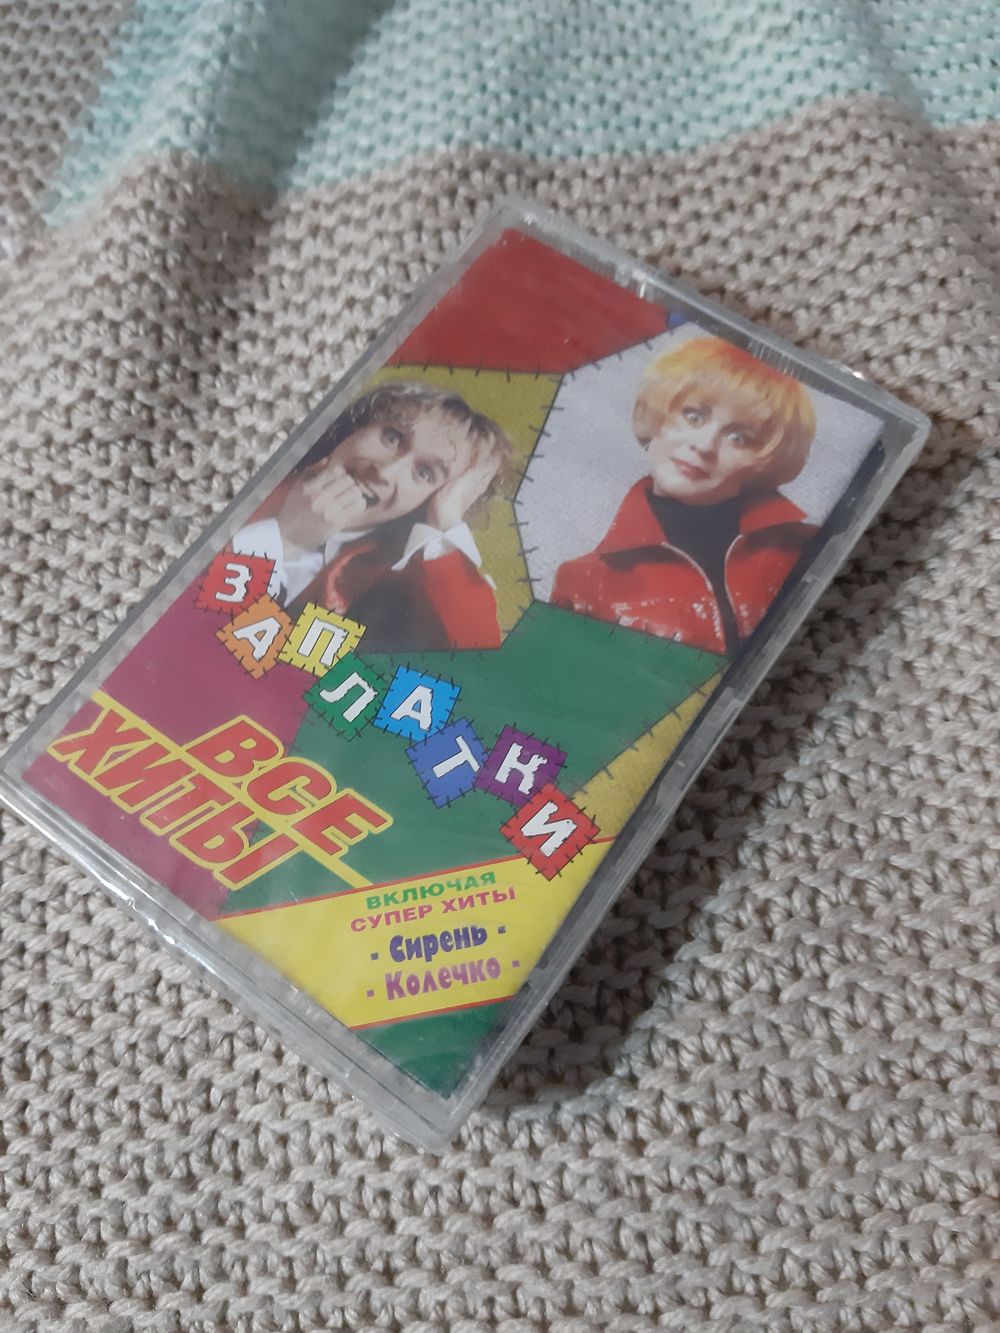 ЗАПЛАТКИ
ВСЕ
ХИТЫ
ВКЛЮЧАЯ
СУПЕР ХИТЫ
- Сирень -
- Колечко -